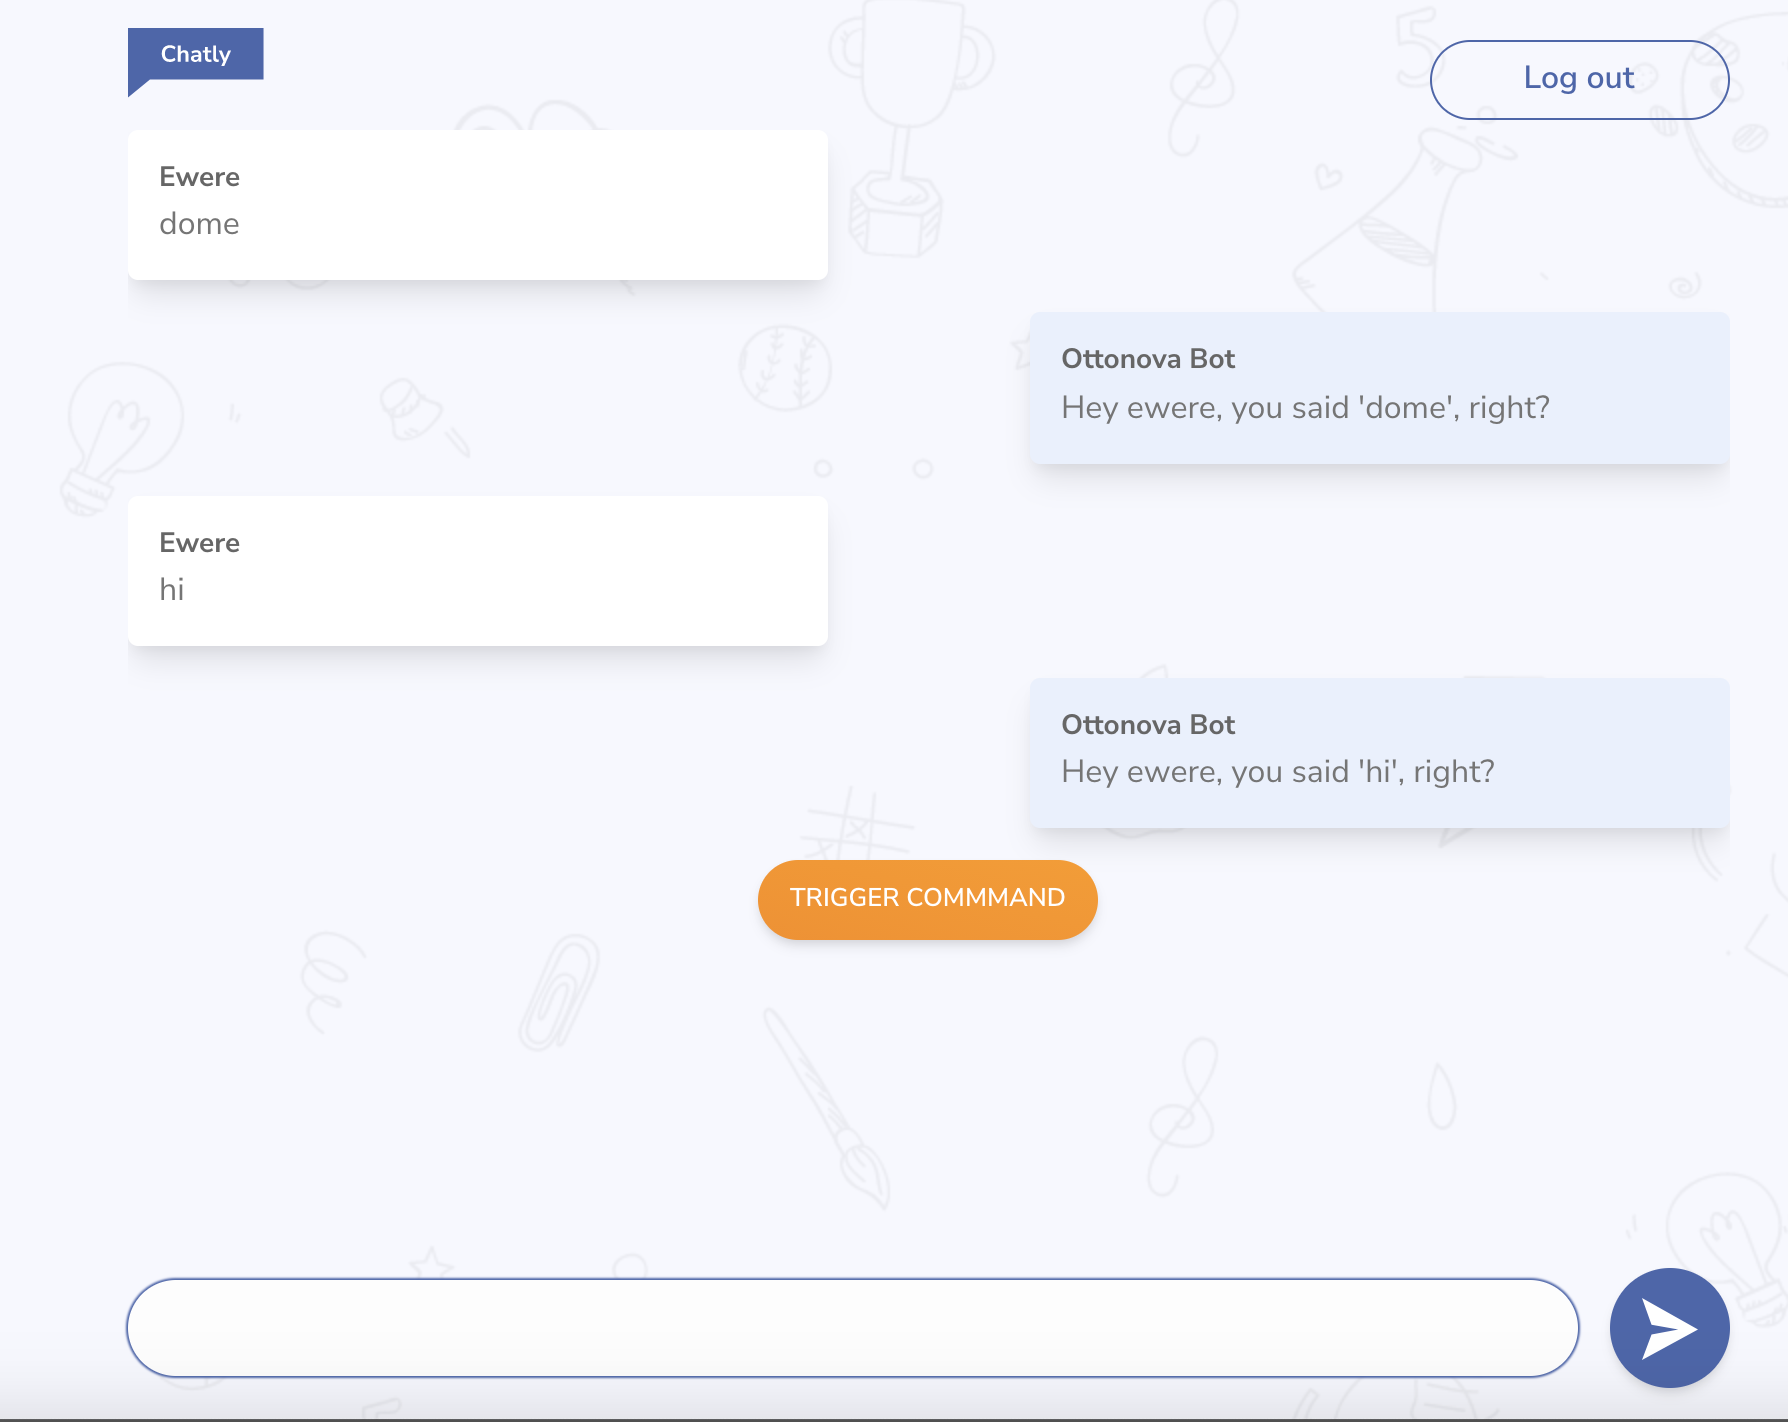 Chatly
Log out
Ewere
dome
Ottonova Bot
Hey ewere, you said 'dome', right?
Ewere
hi
Ottonova Bot
Hey ewere, you said 'hi', right?
TRIGGER COMMMAND